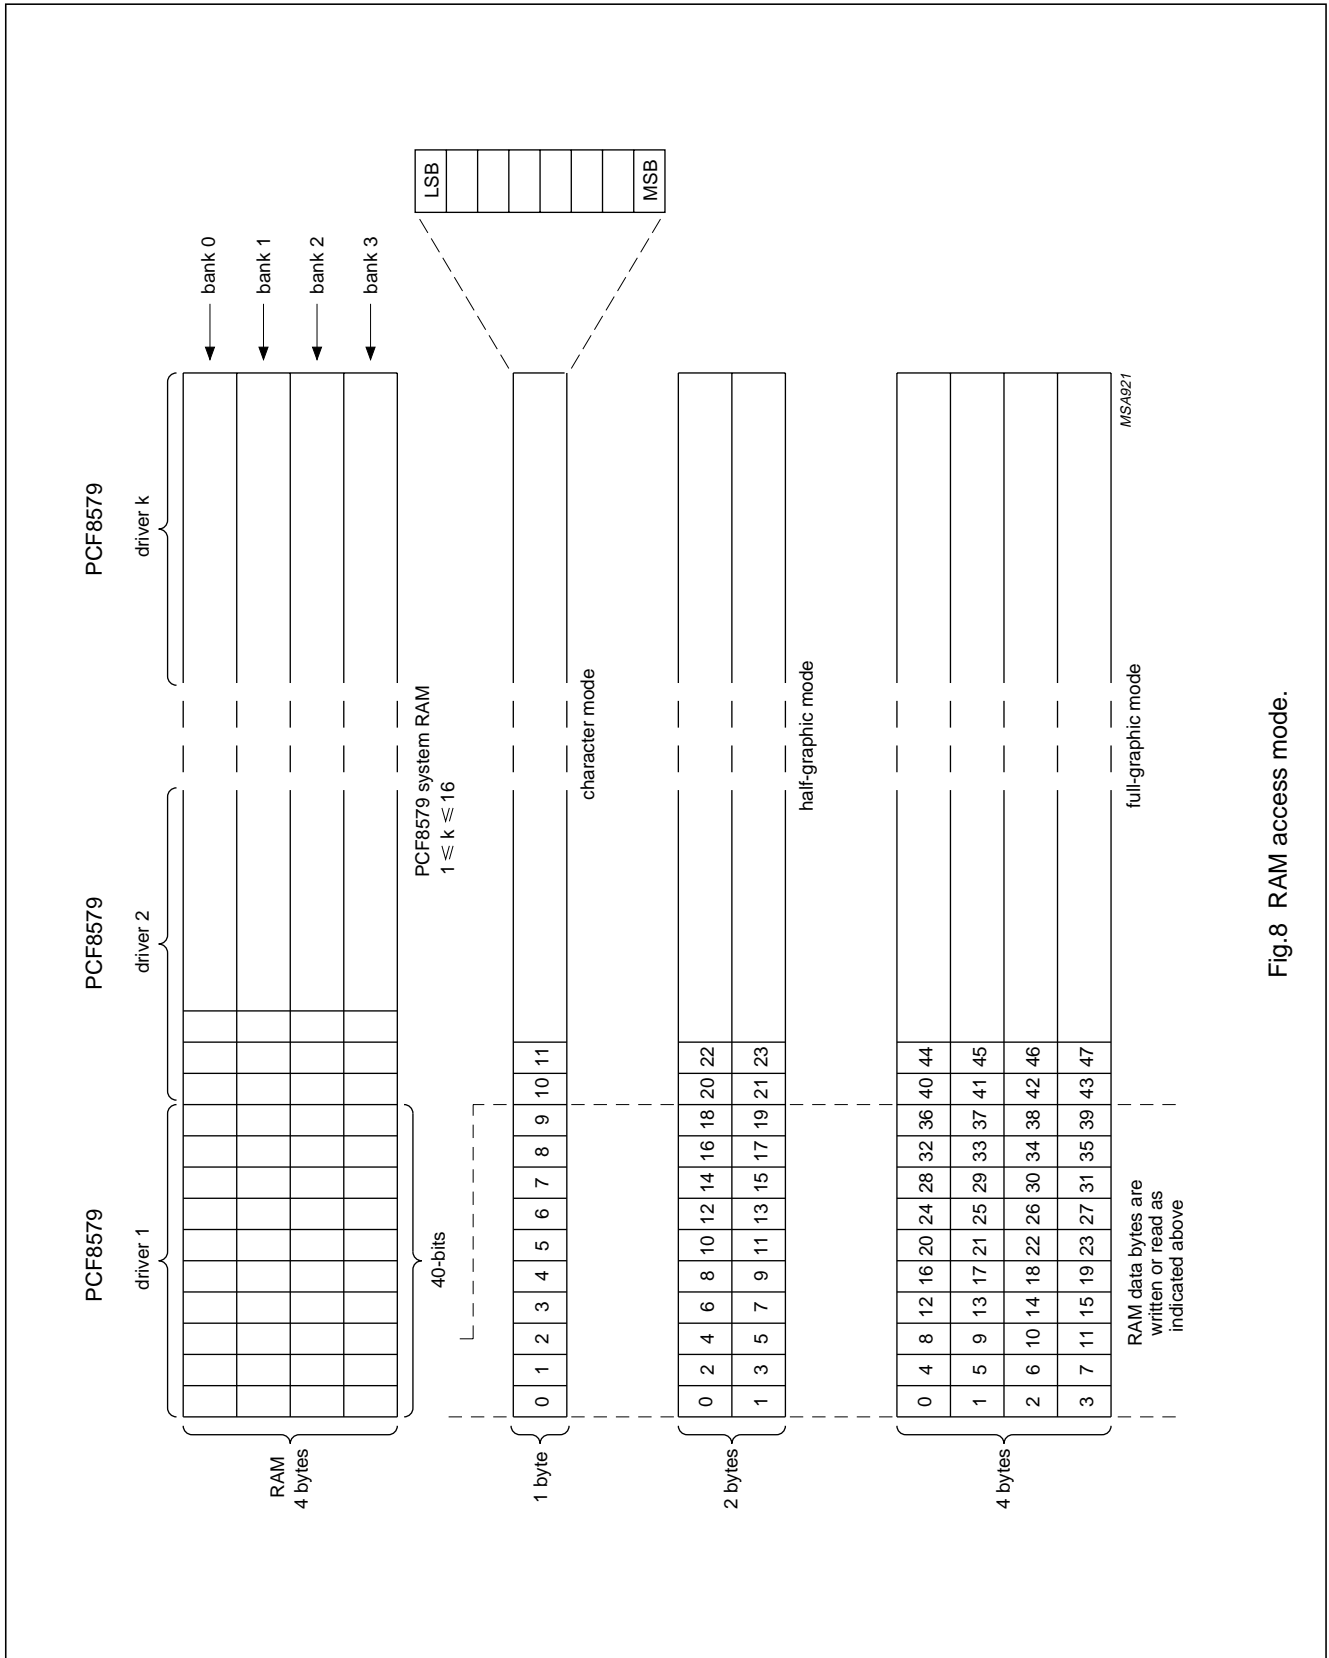 PCF8579 PCF8579 PCF8579
driver 1 driver 2 driver k
RAM
4 bytes
bank 0
bank 1
bank 2
bank 3
40-bits
PCF8579 system RAM
1 ≤ k ≤ 16
LSB
MSB
1 byte
0 1 2 3 4 5 6 7 8 9 10 11
character mode
2 bytes
0 2 4 6 8 10 12 14 16 18 20 22
1 3 5 7 9 11 13 15 17 19 21 23
half-graphic mode
4 bytes
0 4 8 12 16 20 24 28 32 36 40 44
1 5 9 13 17 21 25 29 33 37 41 45
2 6 10 14 18 22 26 30 34 38 42 46
3 7 11 15 19 23 27 31 35 39 43 47
full-graphic mode
MSA921
RAM data bytes are
written or read as
indicated above
Fig.8 RAM access mode.